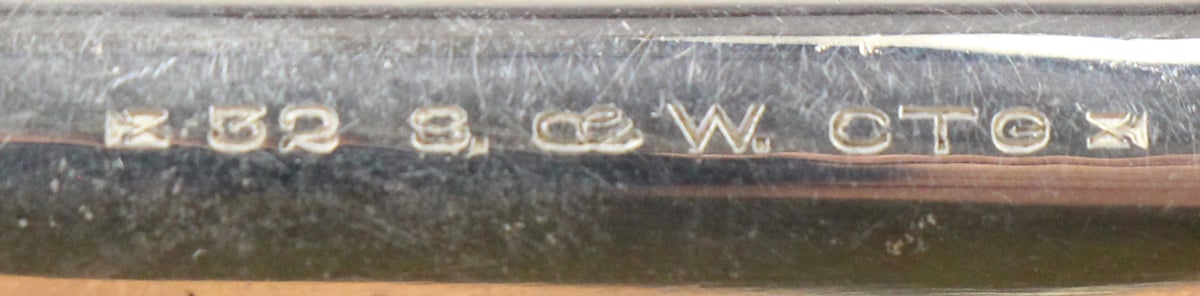 32 S. & W. CTG